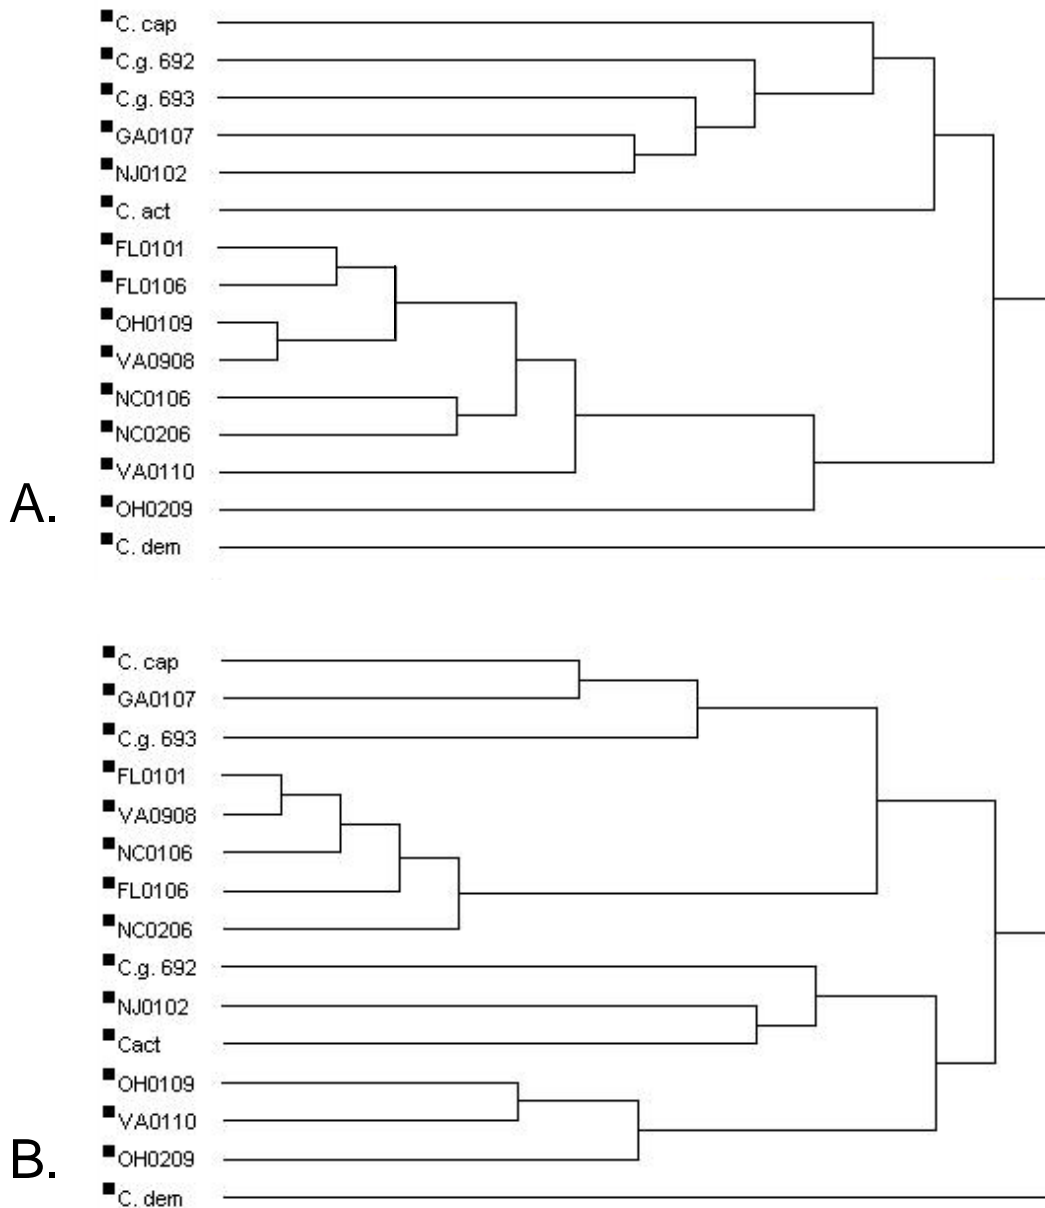 C. cap
C.g. 692
C.g. 693
GA0107
NJ0102
C. act
FL0101
FL0106
OH0109
VA0908
NC0106
NC0206
VA0110
A.
OH0209
C. dem
C. cap
GA0107
C.g. 693
FL0101
VA0908
NC0106
FL0106
NC0206
C.g. 692
NJ0102
Cact
OH0109
VA0110
B.
OH0209
C. dem